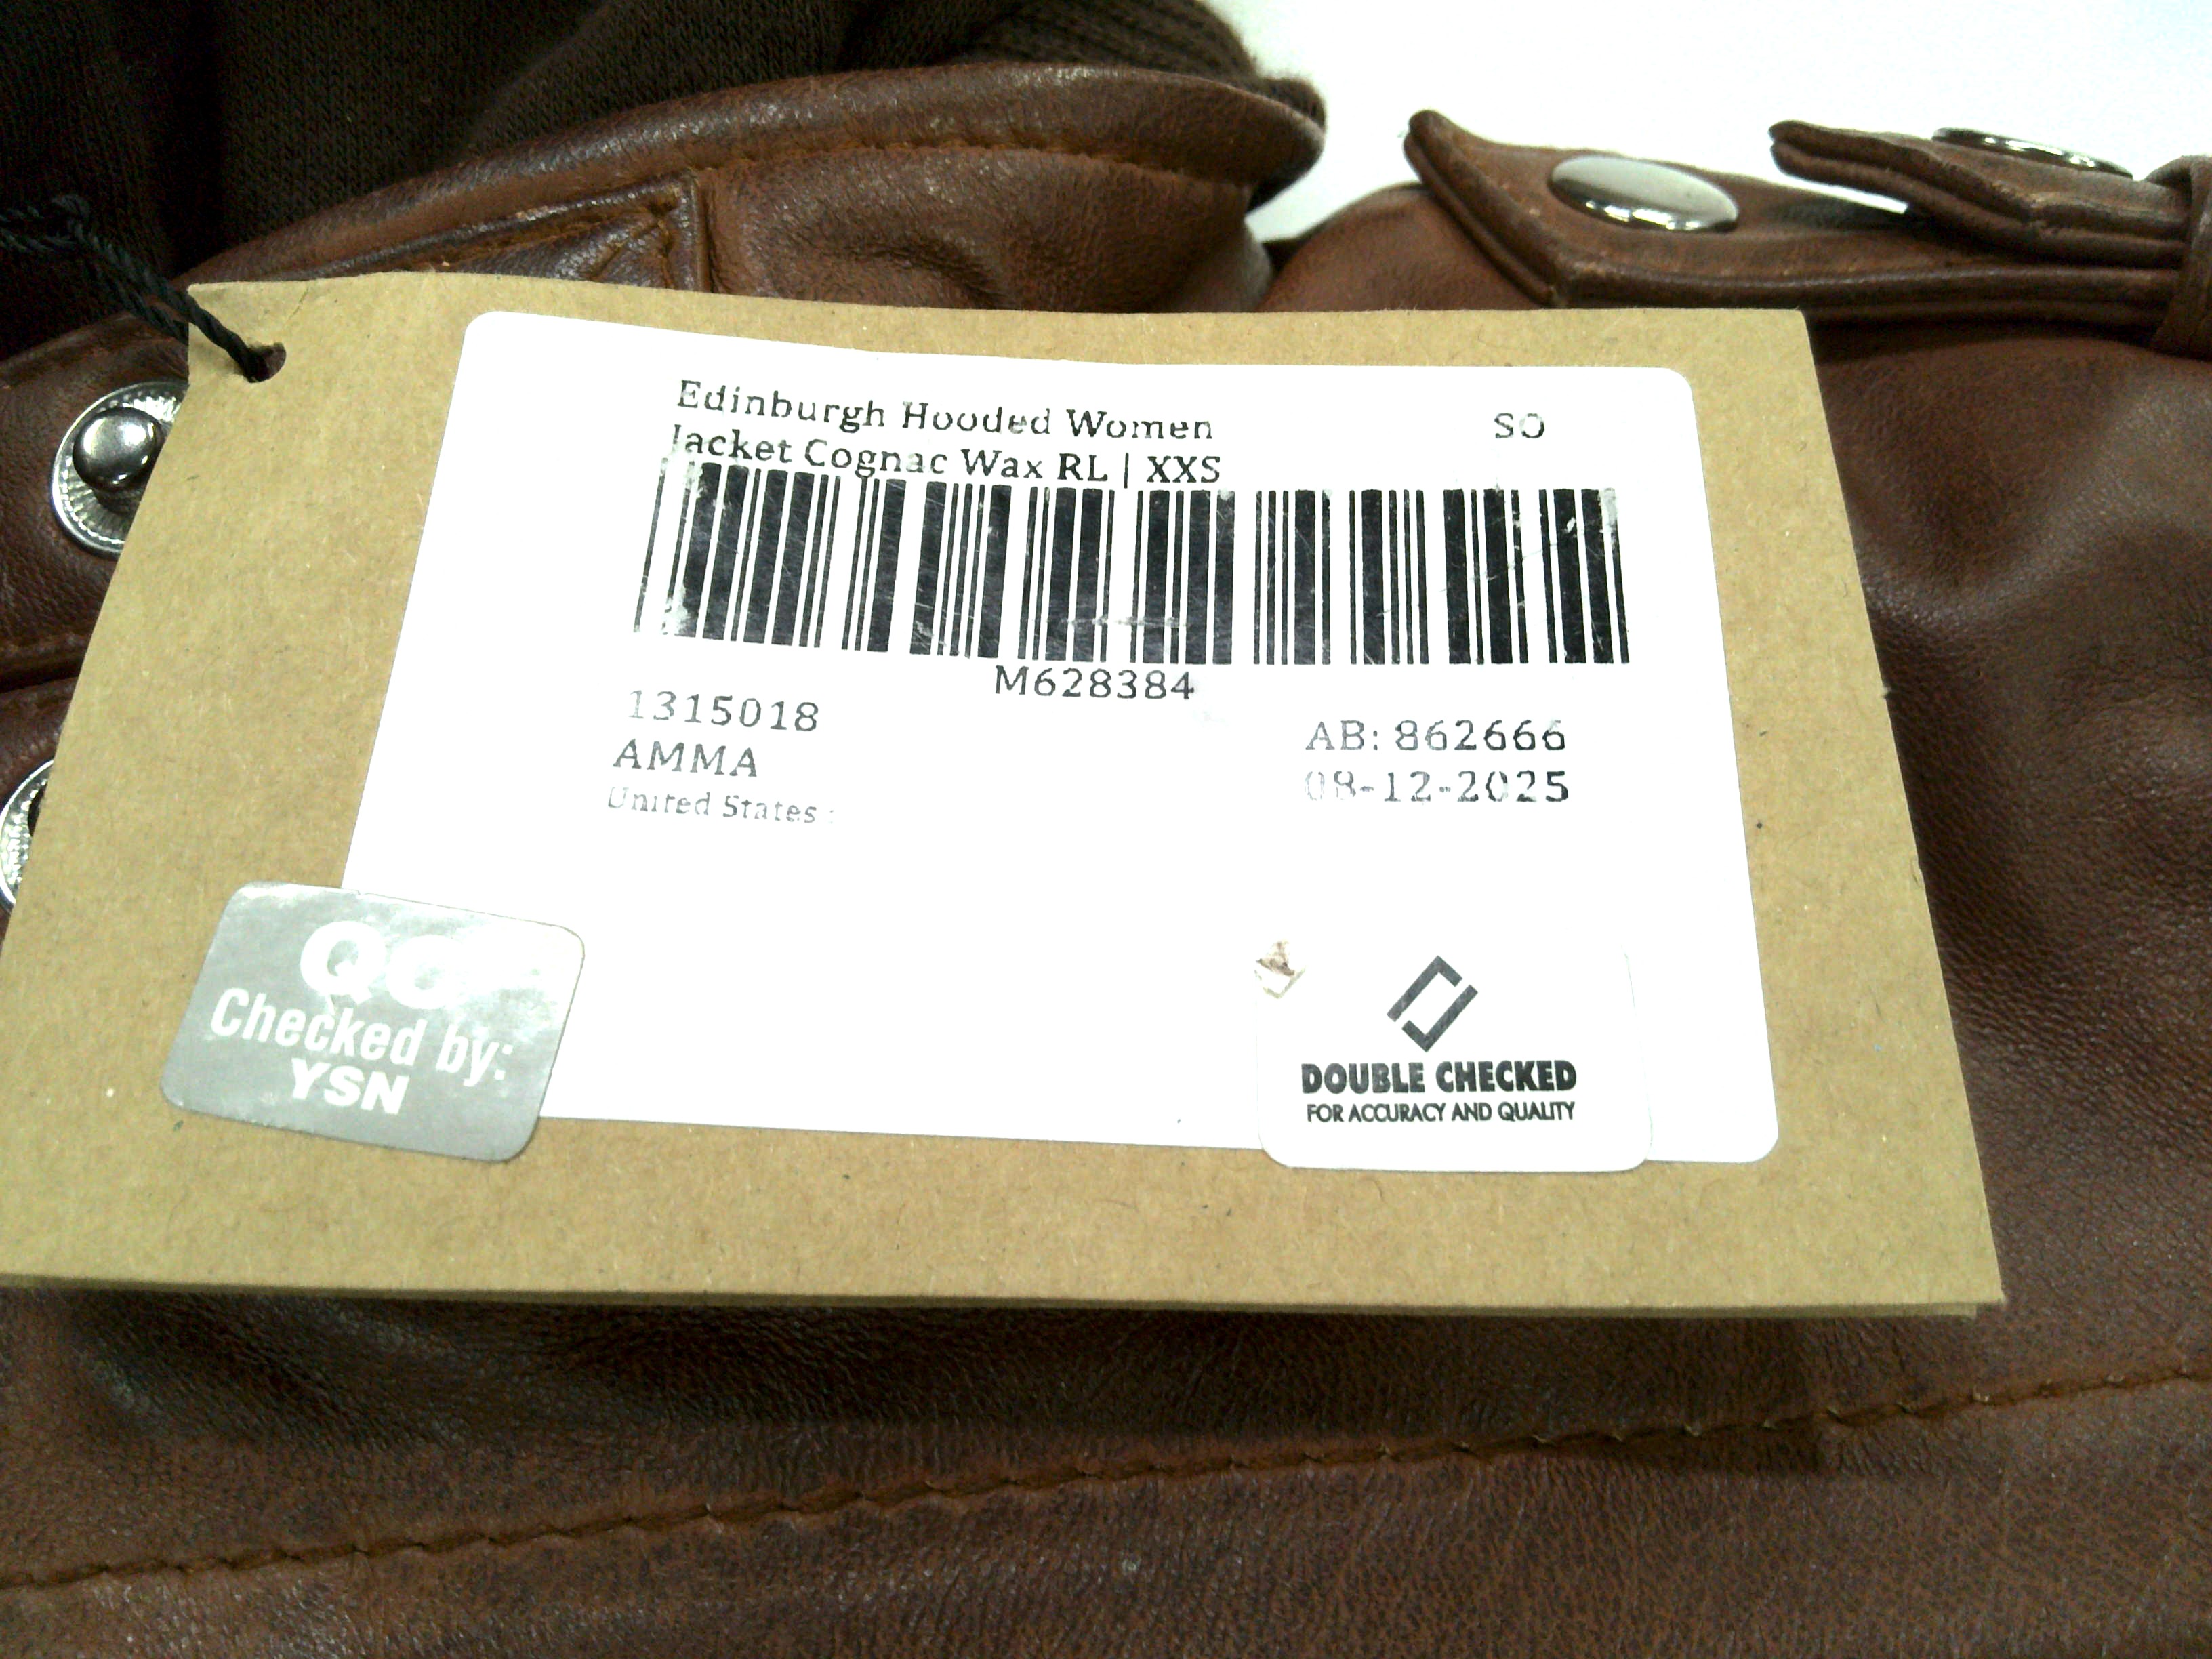 Edinburgh Hooded Women
Jacket Cognac Wax RL | XXS
SO
M628384
1315018
AMMA
United States
AB: 862666
08-12-2025
QC
Checked by:
YSN
DOUBLE CHECKED
FOR ACCURACY AND QUALITY